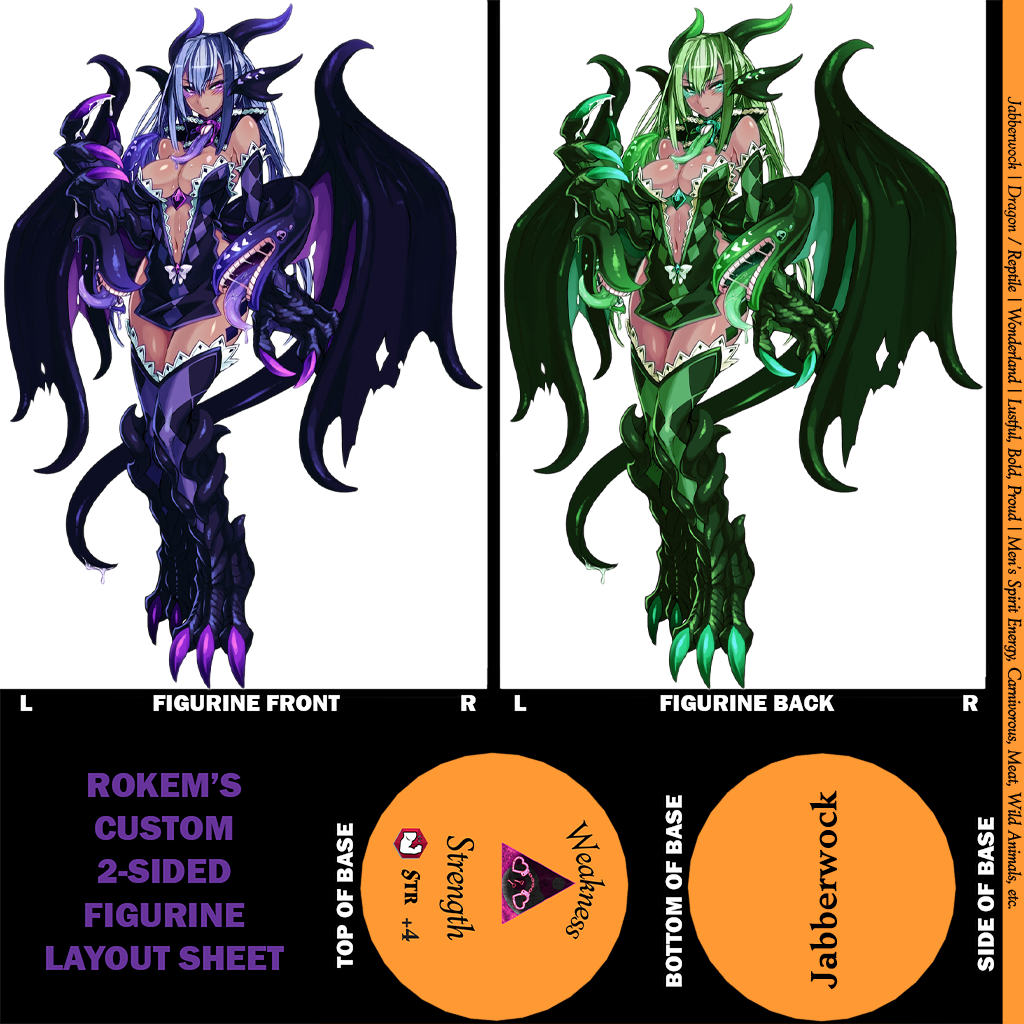 L
FIGURINE FRONT
R
L
FIGURINE BACK
R
ROKEM'S
CUSTOM
2-SIDED
FIGURINE
LAYOUT SHEET
TOP OF BASE
Weakness
Strength
STR +4
BOTTOM OF BASE
Jabberwock
SIDE OF BASE
Jabberwock | Dragon / Reptile | Wonderland | Lustful, Bold, Proud | Men's Spirit Energy, Carnivorous, Meat, Wild Animals, etc.